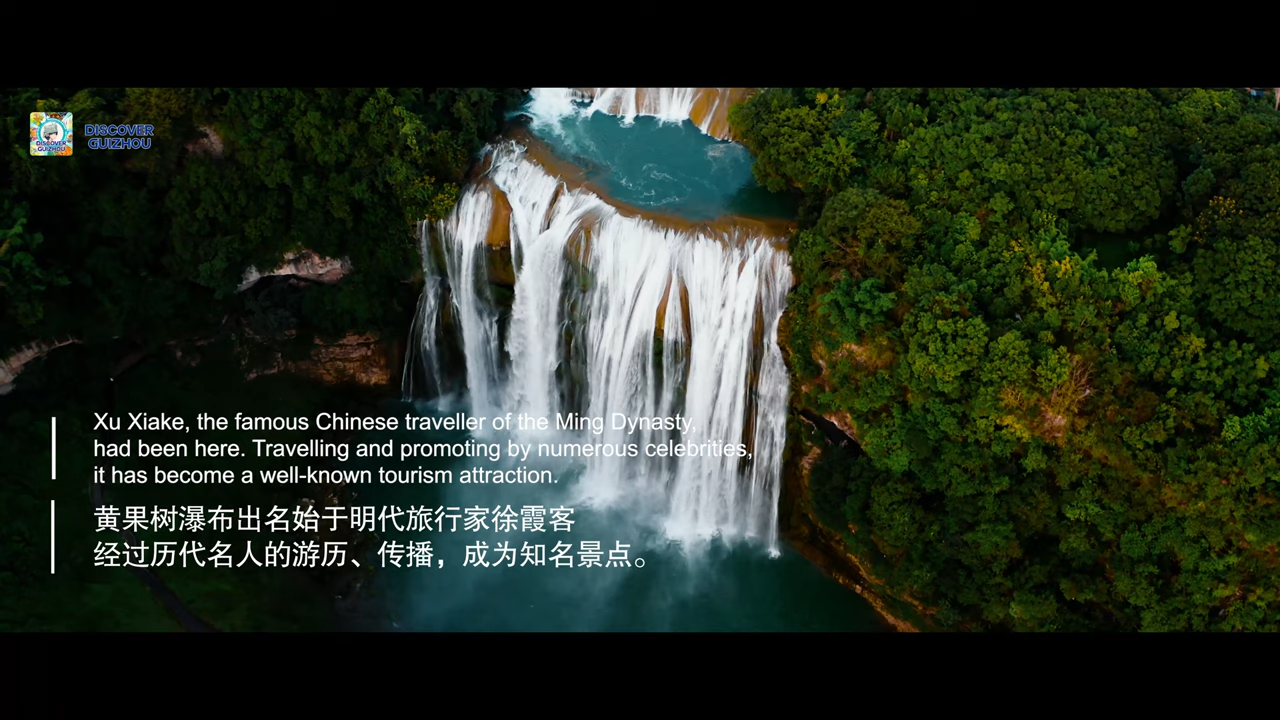 DISCOVER
GUIZHOU
DISCOVER
GUIZHOU
Xu Xiake, the famous Chinese traveller of the Ming Dynasty,
had been here. Travelling and promoting by numerous celebrities,
it has become a well-known tourism attraction.
黄果树瀑布出名始于明代旅行家徐霞客
经过历代名人的游历、传播，成为知名景点。